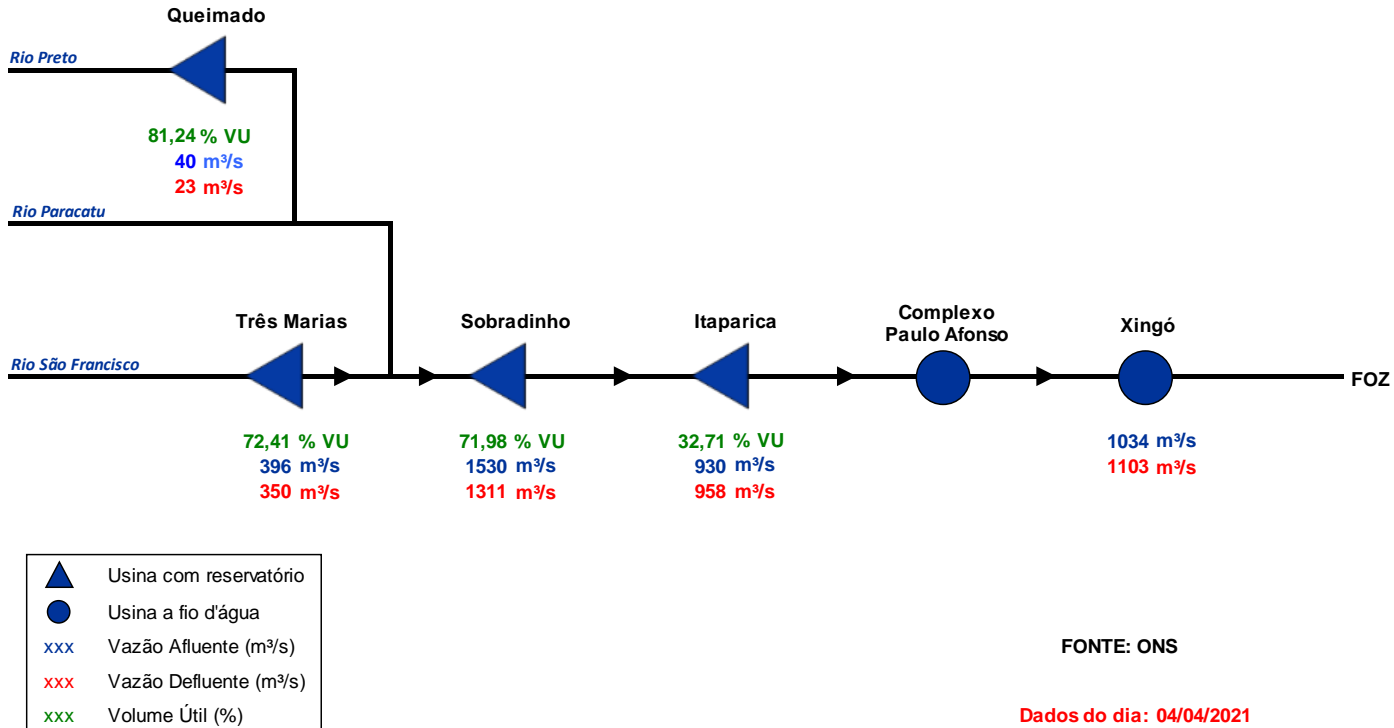 Queimado
Rio Preto
81,24 % VU
40 m³/s
23 m³/s
Rio Paracatu
Três Marias
Sobradinho
Itaparica
Complexo
Paulo Afonso
Xingó
Rio São Francisco
FOZ
72,41 % VU
396 m³/s
350 m³/s
71,98 % VU
1530 m³/s
1311 m³/s
32,71 % VU
930 m³/s
958 m³/s
1034 m³/s
1103 m³/s
Usina com reservatório
Usina a fio d'água
xxx Vazão Afluente (m³/s)
xxx Vazão Defluente (m³/s)
xxx Volume Útil (%)
FONTE: ONS
Dados do dia: 04/04/2021